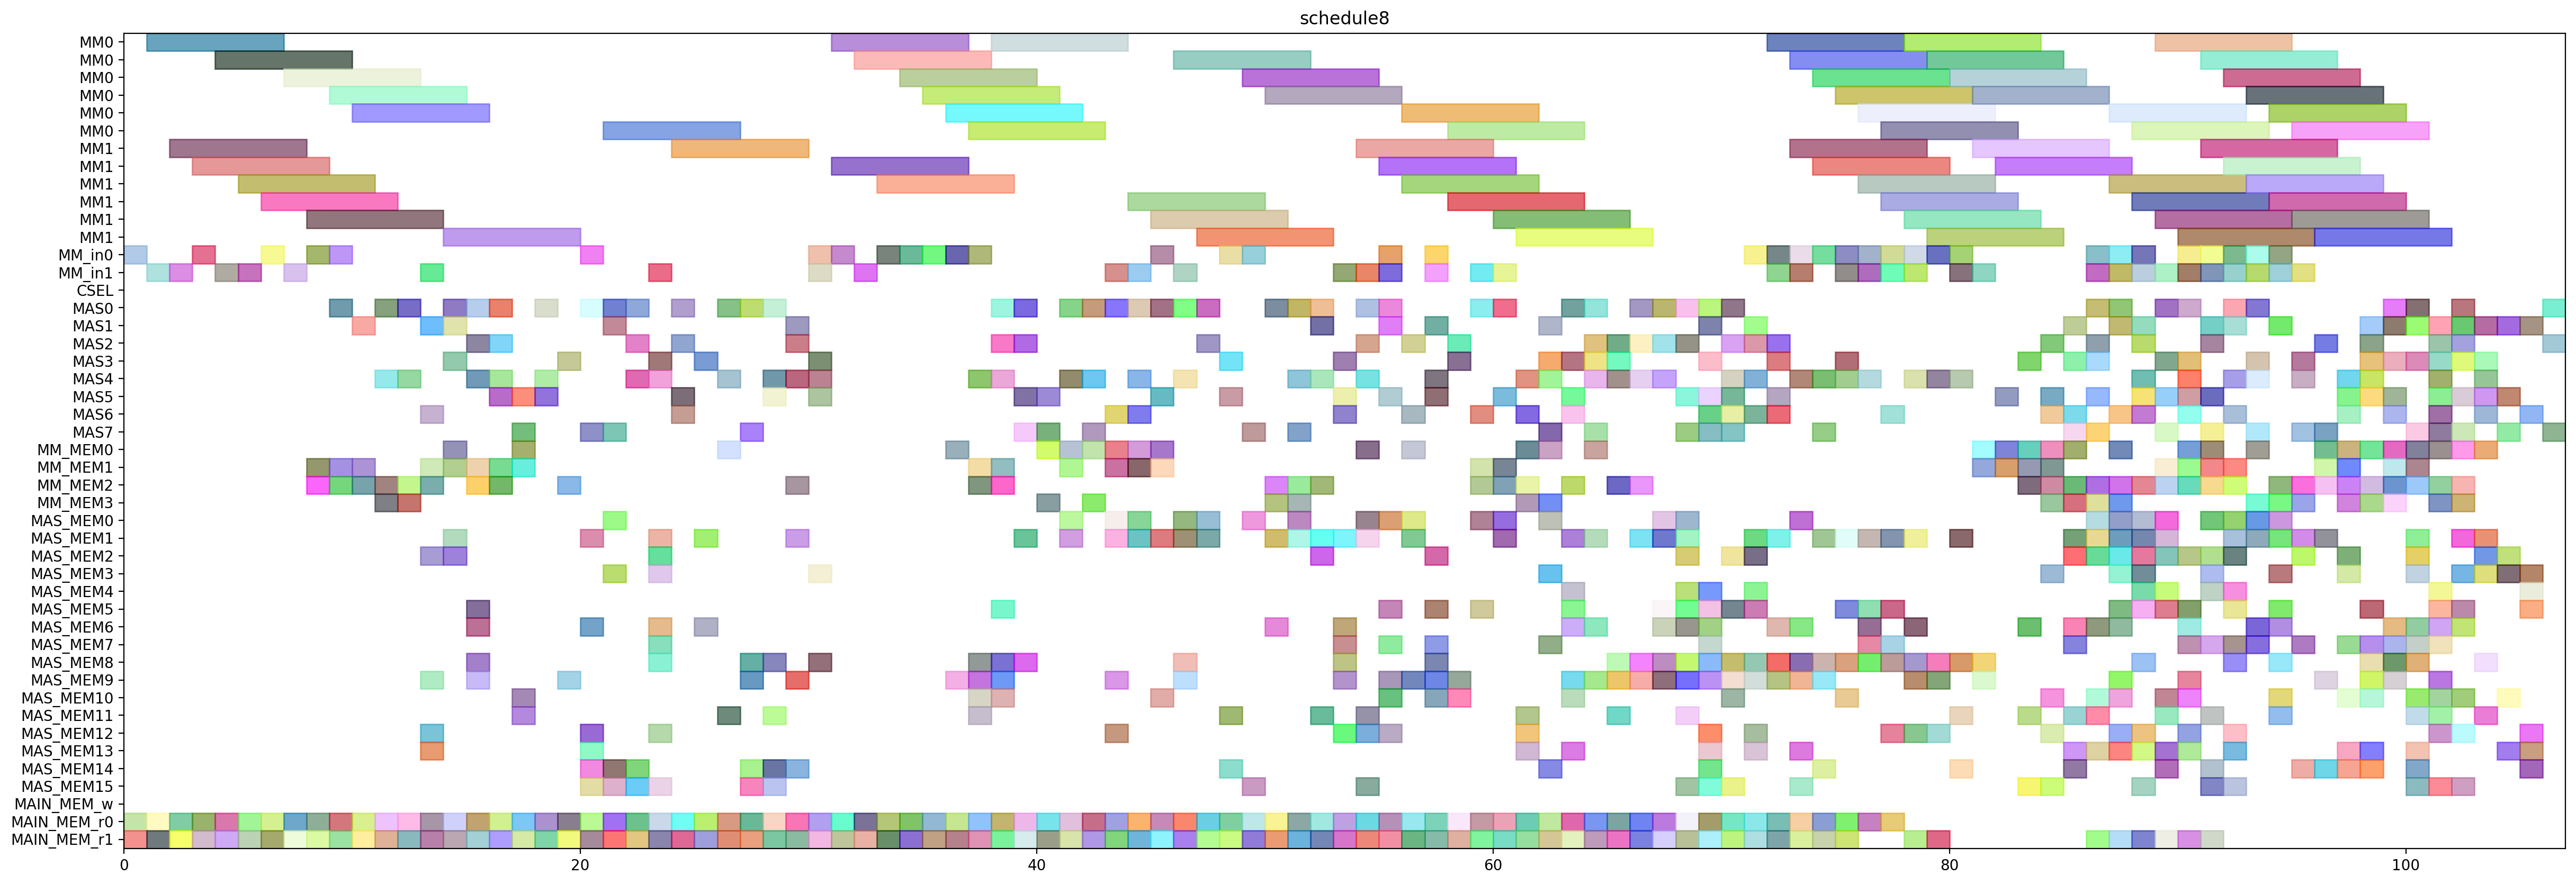 schedule8
MM0
MM0
MM0
MM0
MM0
MM0
MM1
MM1
MM1
MM1
MM1
MM1
MM_in0
MM_in1
CSEL
MAS0
MAS1
MAS2
MAS3
MAS4
MAS5
MAS6
MAS7
MM_MEM0
MM_MEM1
MM_MEM2
MM_MEM3
MAS_MEM0
MAS_MEM1
MAS_MEM2
MAS_MEM3
MAS_MEM4
MAS_MEM5
MAS_MEM6
MAS_MEM7
MAS_MEM8
MAS_MEM9
MAS_MEM10
MAS_MEM11
MAS_MEM12
MAS_MEM13
MAS_MEM14
MAS_MEM15
MAIN_MEM_w
MAIN_MEM_r0
MAIN_MEM_r1
0 20 40 60 80 100